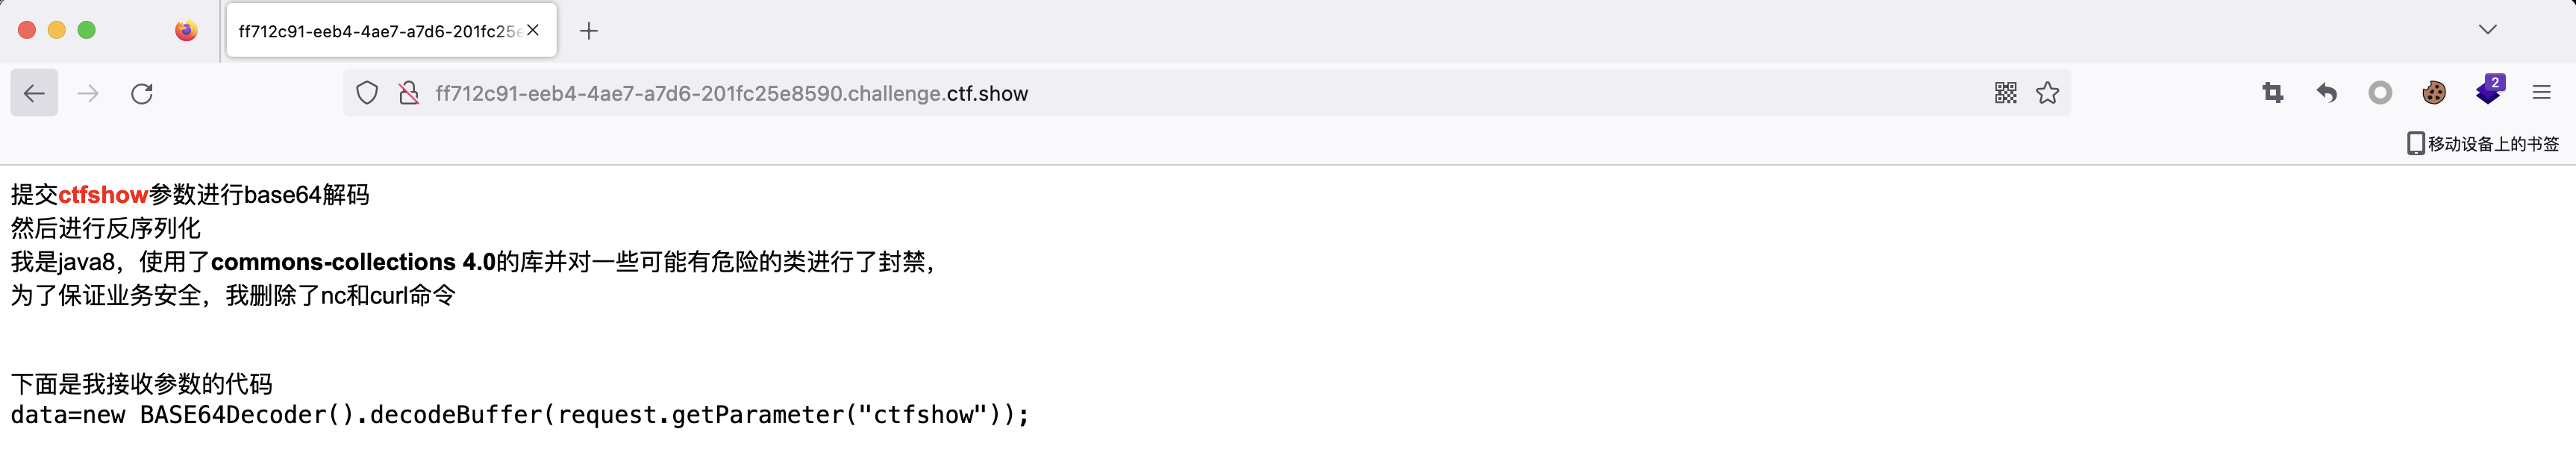 ff712c91-eeb4-4ae7-a7d6-201fc25e
ff712c91-eeb4-4ae7-a7d6-201fc25e8590.challenge.ctf.show
2
移动设备上的书签
提交ctfshow参数进行base64解码
然后进行反序列化
我是java8，使用了commons-collections 4.0的库并对一些可能有危险的类进行了封禁，
为了保证业务安全，我删除了nc和curl命令
下面是我接收参数的代码
data=new BASE64Decoder().decodeBuffer(request.getParameter("ctfshow"));